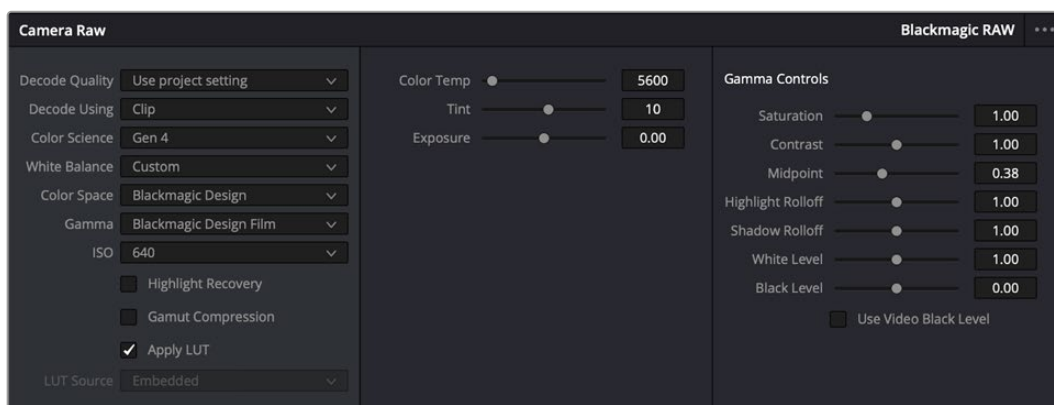 Camera Raw
Blackmagic RAW
Decode Quality Use project setting
Decode Using Clip
Color Science Gen 4
White Balance Custom
Color Space Blackmagic Design
Gamma Blackmagic Design Film
ISO 640
Highlight Recovery
Gamut Compression
Apply LUT
LUT Source Embedded
Color Temp 5600
Tint 10
Exposure 0.00
Gamma Controls
Saturation 1.00
Contrast 1.00
Midpoint 0.38
Highlight Rolloff 1.00
Shadow Rolloff 1.00
White Level 1.00
Black Level 0.00
Use Video Black Level